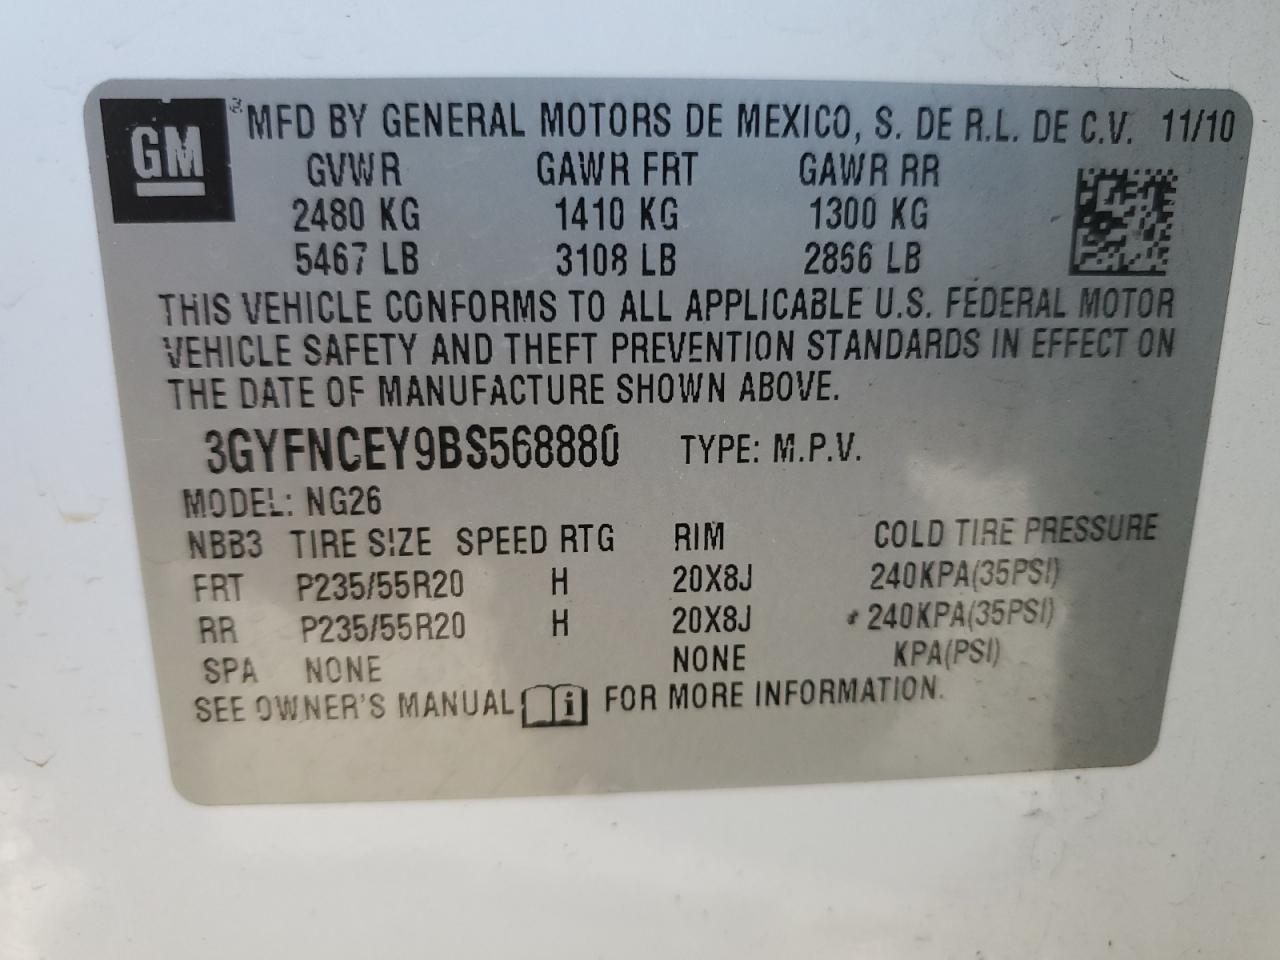 GM
MFD BY GENERAL MOTORS DE MEXICO, S. DE R.L. DE C.V. 11/10
GVWR GAWR FRT GAWR RR
2480 KG 1410 KG 1300 KG
5467 LB 3108 LB 2866 LB
THIS VEHICLE CONFORMS TO ALL APPLICABLE U.S. FEDERAL MOTOR
VEHICLE SAFETY AND THEFT PREVENTION STANDARDS IN EFFECT ON
THE DATE OF MANUFACTURE SHOWN ABOVE.
3GYFNCEY9BS568880 TYPE: M.P.V.
MODEL: NG26
NBB3 TIRE SIZE SPEED RTG RIM COLD TIRE PRESSURE
FRT P235/55R20 H 20X8J 240KPA(35PSI)
RR P235/55R20 H 20X8J 240KPA(35PSI)
SPA NONE NONE KPA(PSI)
SEE OWNER'S MANUAL FOR MORE INFORMATION.